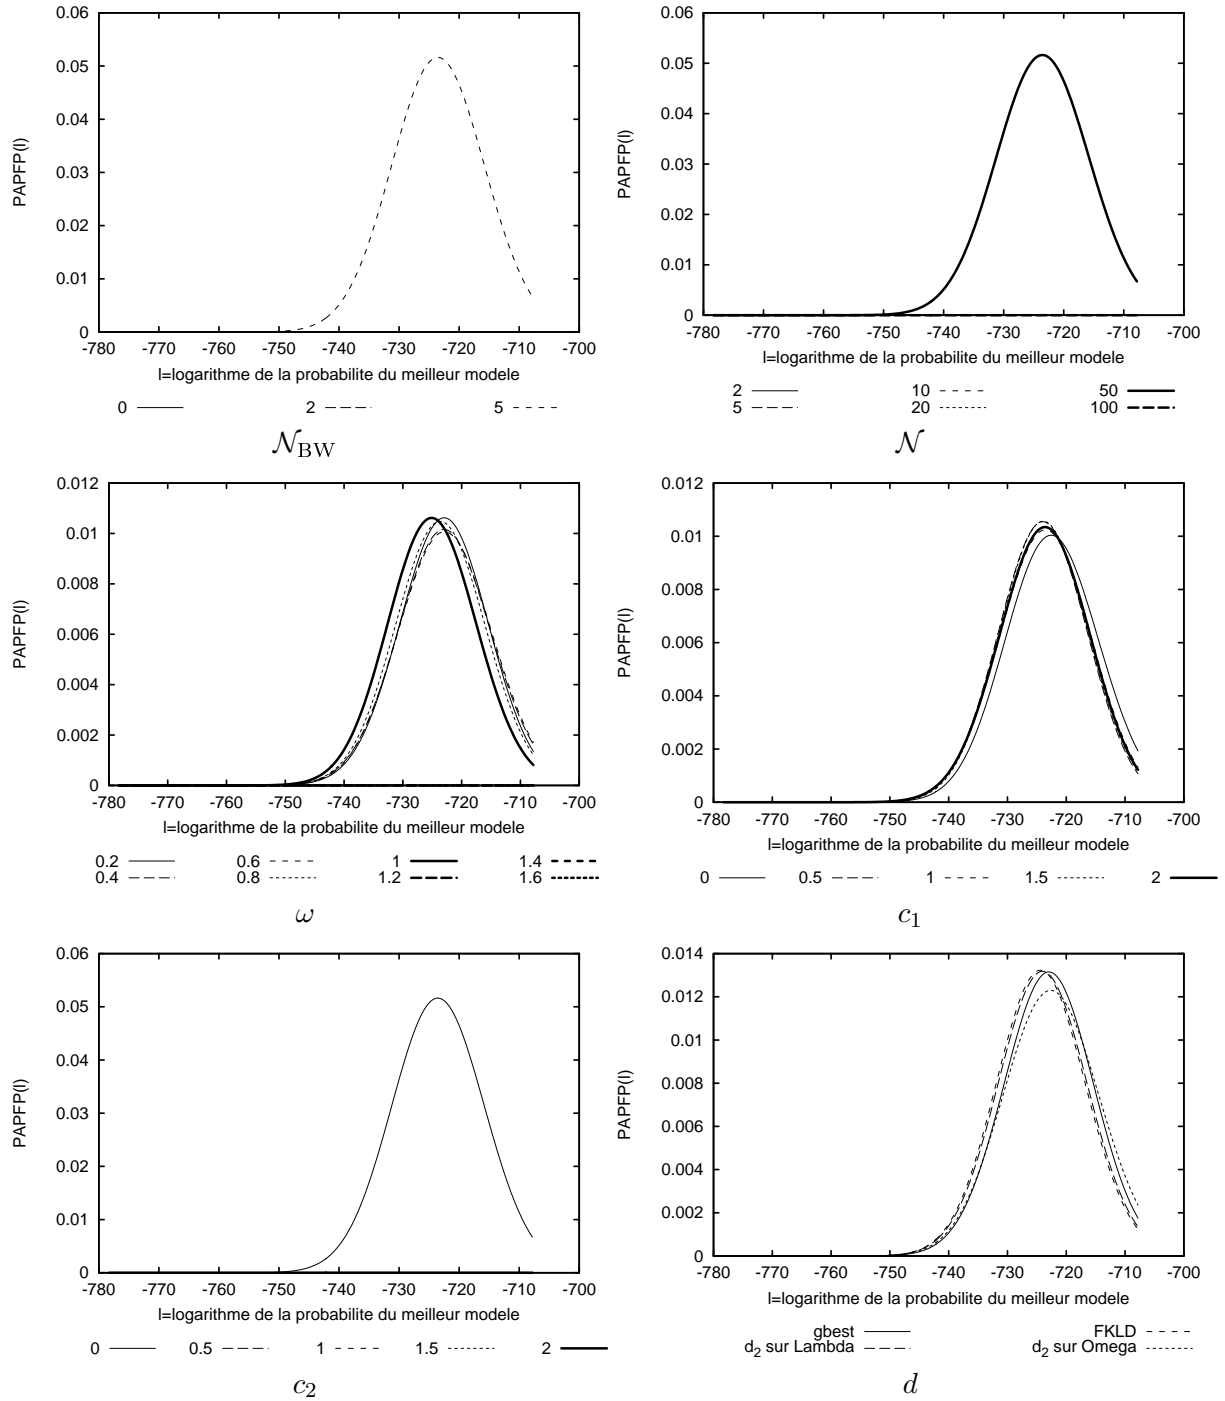 0.06
0.05
0.04
0.03
0.02
0.01
0
PAPFP(l)
-780 -770 -760 -750 -740 -730 -720 -710 -700
l=logarithme de la probabilite du meilleur modele
0 2 5
𝒩BW
0.06
0.05
0.04
0.03
0.02
0.01
0
PAPFP(l)
-780 -770 -760 -750 -740 -730 -720 -710 -700
l=logarithme de la probabilite du meilleur modele
2 10 50
5 20 100
𝒩
0.012
0.01
0.008
0.006
0.004
0.002
0
PAPFP(l)
-780 -770 -760 -750 -740 -730 -720 -710 -700
l=logarithme de la probabilite du meilleur modele
0.2 0.6 1 1.4
0.4 0.8 1.2 1.6
ω
0.012
0.01
0.008
0.006
0.004
0.002
0
PAPFP(l)
-780 -770 -760 -750 -740 -730 -720 -710 -700
l=logarithme de la probabilite du meilleur modele
0 0.5 1 1.5 2
c1
0.06
0.05
0.04
0.03
0.02
0.01
0
PAPFP(l)
-780 -770 -760 -750 -740 -730 -720 -710 -700
l=logarithme de la probabilite du meilleur modele
0 0.5 1 1.5 2
c2
0.014
0.012
0.01
0.008
0.006
0.004
0.002
0
PAPFP(l)
-780 -770 -760 -750 -740 -730 -720 -710 -700
l=logarithme de la probabilite du meilleur modele
gbest FKLD
d2 sur Lambda d2 sur Omega
d